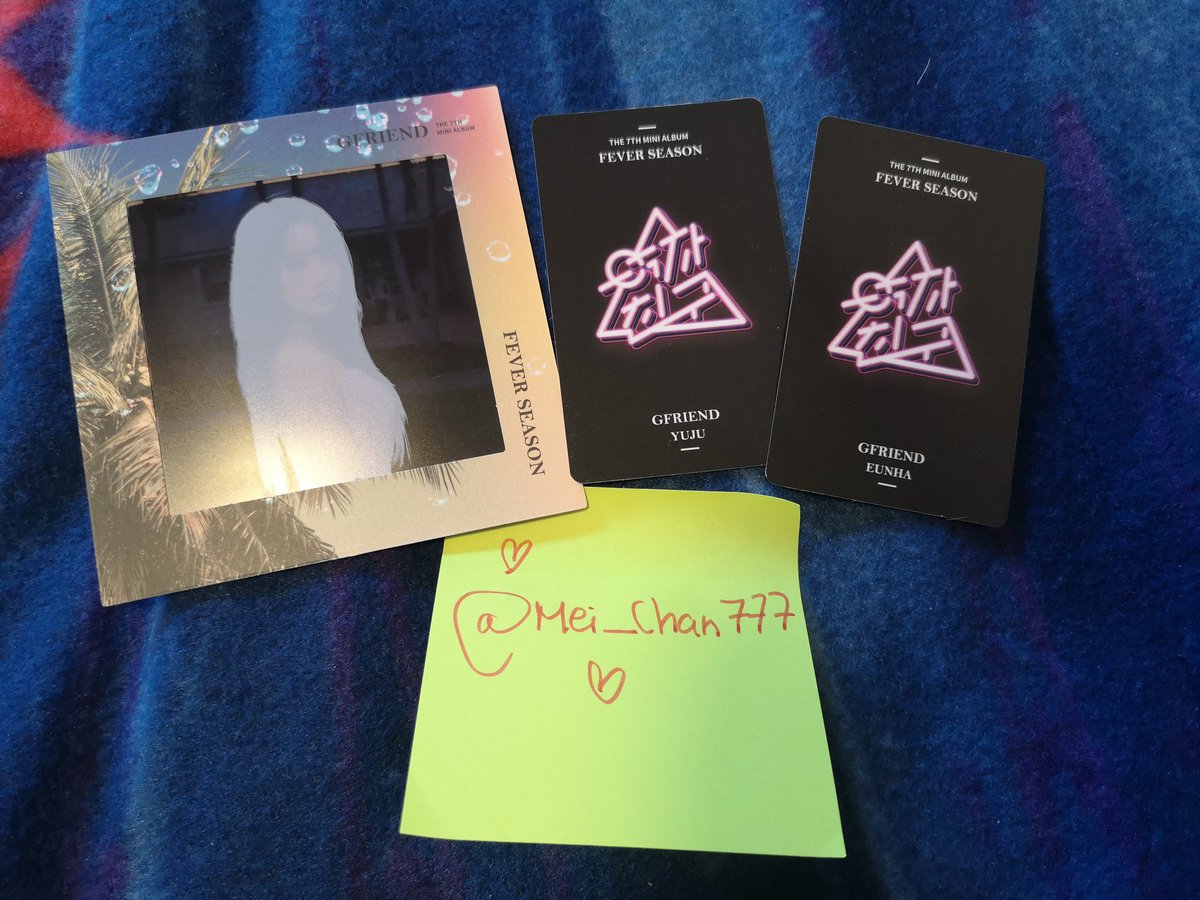 GFRIEND THE 7TH
MINI ALBUM
FEVER SEASON
THE 7TH MINI ALBUM
FEVER SEASON
여자
친구
GFRIEND
YUJU
THE 7TH MINI ALBUM
FEVER SEASON
여자
친구
GFRIEND
EUNHA
@Mei_Chan777